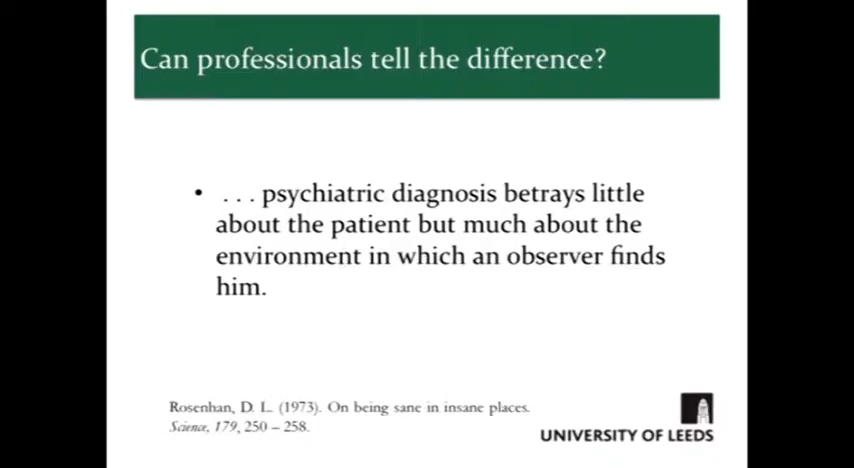 Can professionals tell the difference?
• . . . psychiatric diagnosis betrays little
about the patient but much about the
environment in which an observer finds
him.
Rosenhan, D. L. (1973). On being sane in insane places.
Science, 179, 250 – 258.
UNIVERSITY OF LEEDS